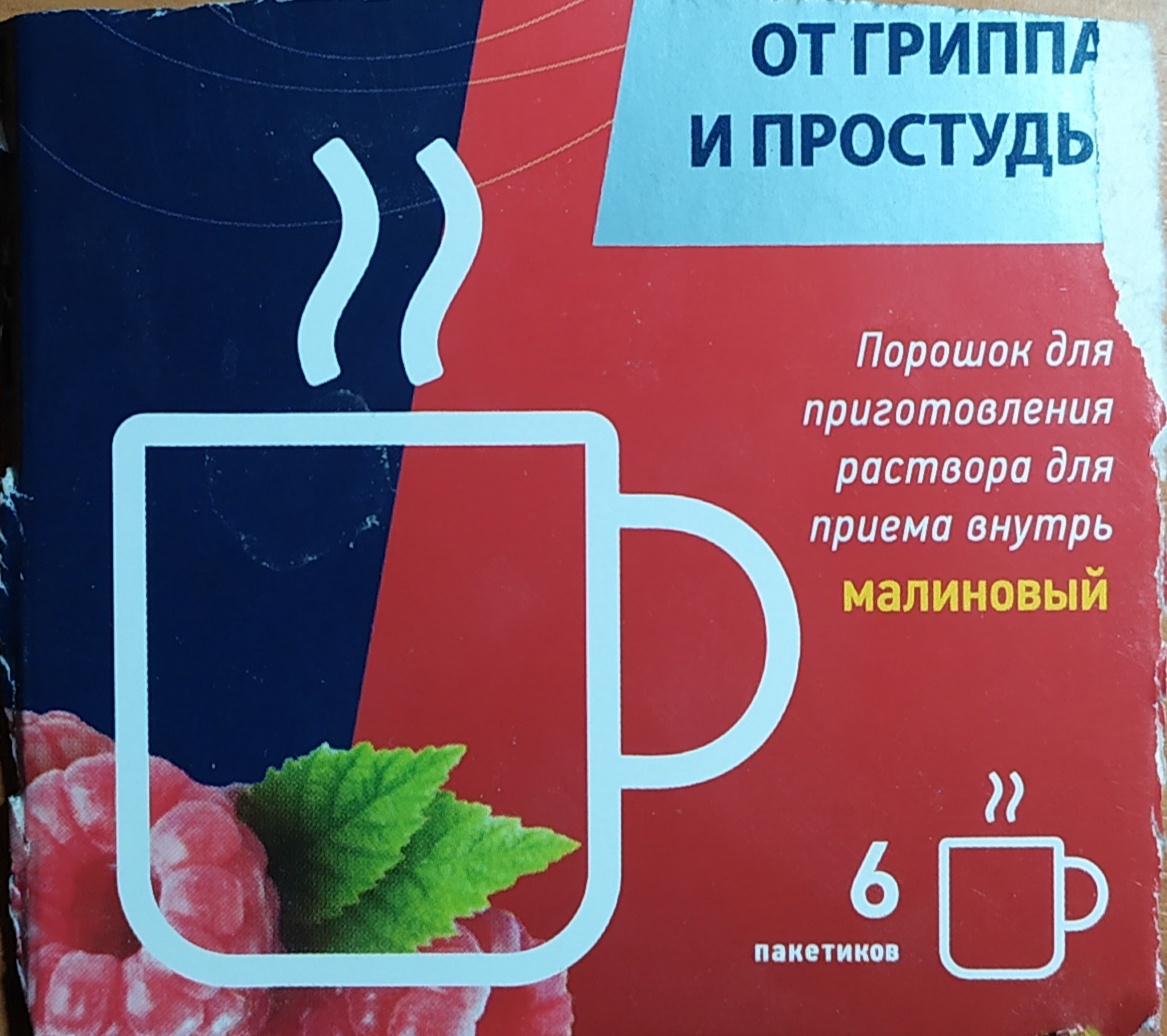 ОТ ГРИППА
И ПРОСТУДЫ
Порошок для
приготовления
раствора для
приема внутрь
малиновый
6
пакетиков